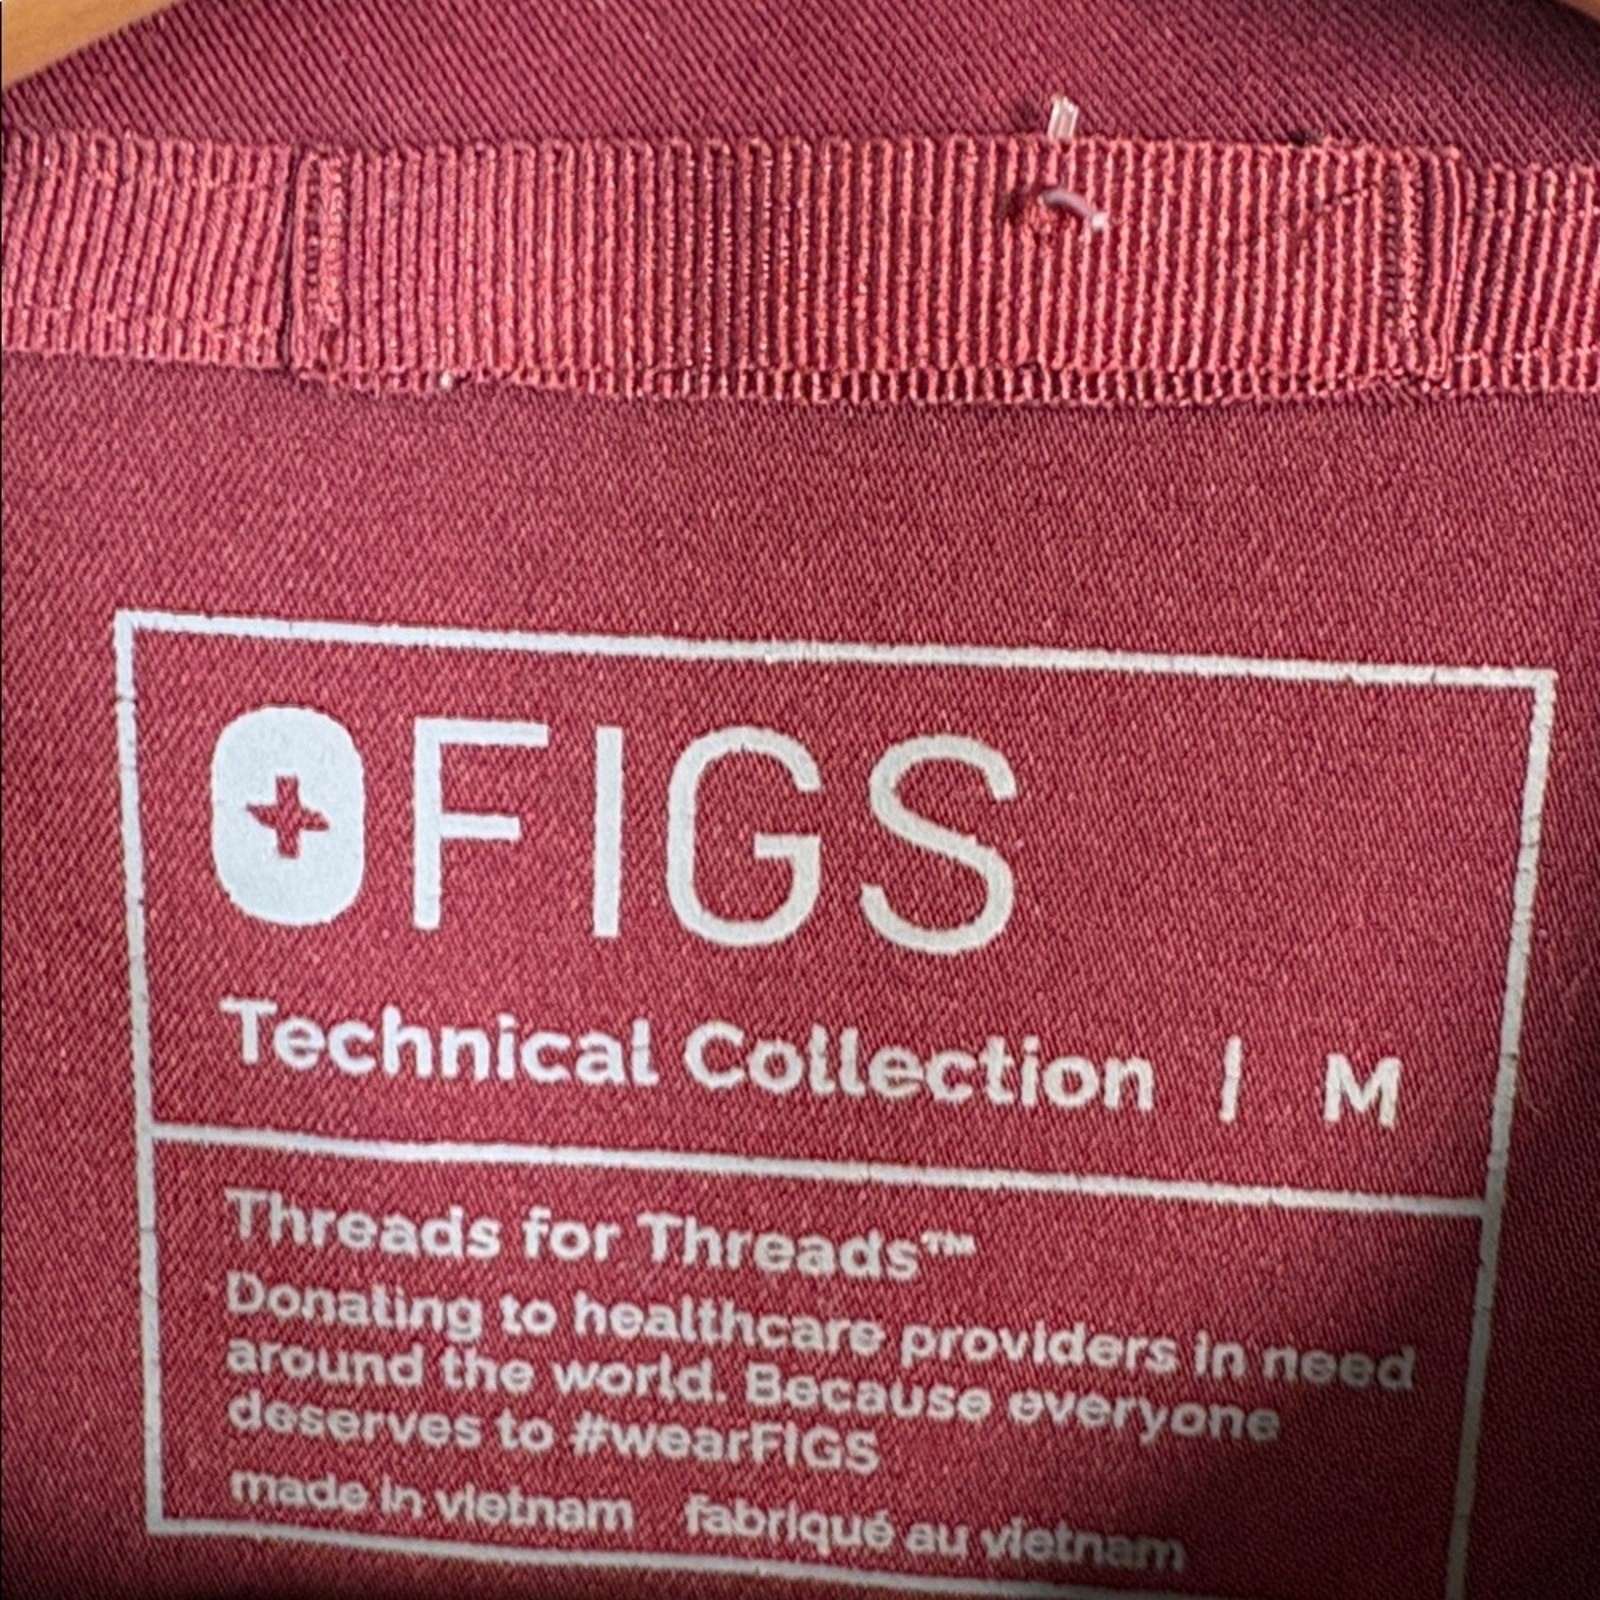 FIGS
Technical Collection | M
Threads for Threads™
Donating to healthcare providers in need
around the world. Because everyone
deserves to #wearFIGS
made in vietnam fabriqué au vietnam